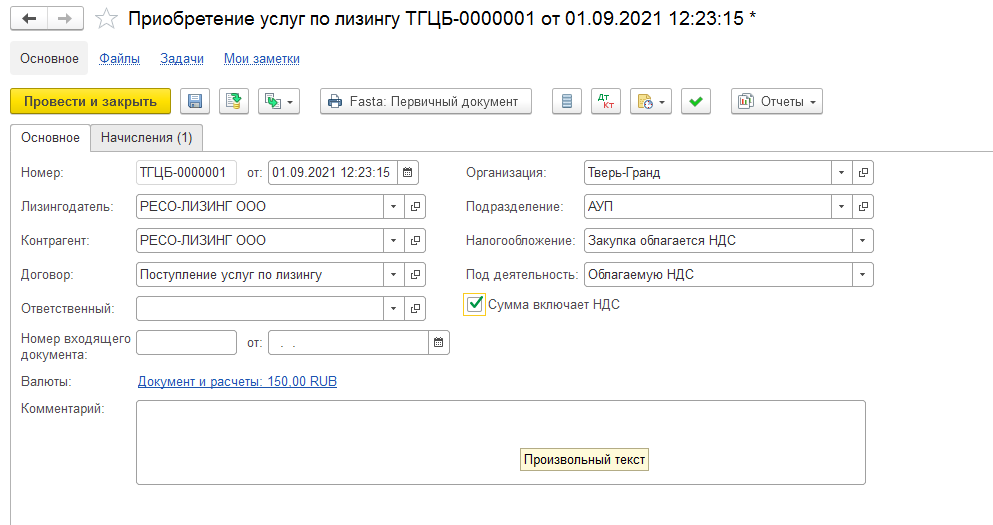 Приобретение услуг по лизингу ТГЦБ-0000001 от 01.09.2021 12:23:15 *
Основное Файлы Задачи Мои заметки
Провести и закрыть Fasta: Первичный документ Дт Кт Отчеты
Основное Начисления (1)
Номер: ТГЦБ-0000001 от: 01.09.2021 12:23:15 Организация: Тверь-Гранд
Лизингодатель: РЕСО-ЛИЗИНГ ООО Подразделение: АУП
Контрагент: РЕСО-ЛИЗИНГ ООО Налогообложение: Закупка облагается НДС
Договор: Поступление услуг по лизингу Под деятельность: Облагаемую НДС
Ответственный: Сумма включает НДС
Номер входящего
документа: от: . .
Валюты: Документ и расчеты: 150,00 RUB
Комментарий:
Произвольный текст